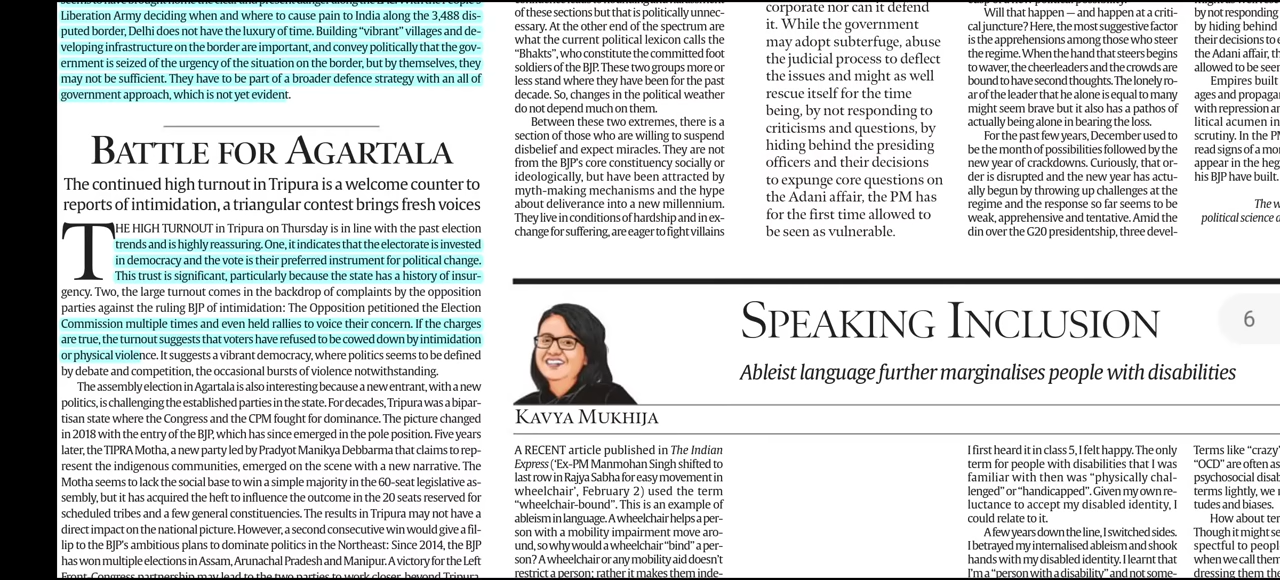 Liberation Army deciding when and where to cause pain to India along the 3,488 dis-
puted border, Delhi does not have the luxury of time. Building “vibrant” villages and de-
veloping infrastructure on the border are important, and convey politically that the gov-
ernment is seized of the urgency of the situation on the border, but by themselves, they
may not be sufficient. They have to be part of a broader defence strategy with an all of
government approach, which is not yet evident.
BATTLE FOR AGARTALA
The continued high turnout in Tripura is a welcome counter to
reports of intimidation, a triangular contest brings fresh voices
THE HIGH TURNOUT in Tripura on Thursday is in line with the past election
trends and is highly reassuring. One, it indicates that the electorate is invested
in democracy and the vote is their preferred instrument for political change.
This trust is significant, particularly because the state has a history of insur-
gency. Two, the large turnout comes in the backdrop of complaints by the opposition
parties against the ruling BJP of intimidation: The Opposition petitioned the Election
Commission multiple times and even held rallies to voice their concern. If the charges
are true, the turnout suggests that voters have refused to be cowed down by intimidation
or physical violence. It suggests a vibrant democracy, where politics seems to be defined
by debate and competition, the occasional bursts of violence notwithstanding.
The assembly election in Agartala is also interesting because a new entrant, with a new
politics, is challenging the established parties in the state. For decades, Tripura was a bipar-
tisan state where the Congress and the CPM fought for dominance. The picture changed
in 2018 with the entry of the BJP, which has since emerged in the pole position. Five years
later, the TIPRA Motha, a new party led by Pradyot Manikya Debbarma that claims to rep-
resent the indigenous communities, emerged on the scene with a new narrative. The
Motha seems to lack the social base to win a simple majority in the 60-seat legislative as-
sembly, but it has acquired the heft to influence the outcome in the 20 seats reserved for
scheduled tribes and a few general constituencies. The results in Tripura may not have a
direct impact on the national picture. However, a second consecutive win would give a fil-
lip to the BJP’s ambitious plans to dominate politics in the Northeast: Since 2014, the BJP
has won multiple elections in Assam, Arunachal Pradesh and Manipur. A victory for the Left
Front-Congress partnership may lead to the two parties to work closer, beyond Tripura.
of these sections but that is politically unnec-
essary. At the other end of the spectrum are
what the current political lexicon calls the
“Bhakts”, who constitute the committed foot
soldiers of the BJP. These two groups more or
less stand where they have been for the past
decade. So, changes in the political weather
do not depend much on them.
Between these two extremes, there is a
section of those who are willing to suspend
disbelief and expect miracles. They are not
from the BJP’s core constituency socially or
ideologically, but have been attracted by
myth-making mechanisms and the hype
about deliverance into a new millennium.
They live in conditions of hardship and in ex-
change for suffering, are eager to fight villains
corporate nor can it defend
it. While the government
may adopt subterfuge, abuse
the judicial process to deflect
the issues and might as well
rescue itself for the time
being, by not responding to
criticisms and questions, by
hiding behind the presiding
officers and their decisions
to expunge core questions on
the Adani affair, the PM has
for the first time allowed to
be seen as vulnerable.
Will that happen — and happen at a criti-
cal juncture? Here, the most suggestive factor
is the apprehensions among those who steer
the regime. When the hand that steers begins
to waver, the cheerleaders and the crowds are
bound to have second thoughts. The lonely ro-
ar of the leader that he alone is equal to many
might seem brave but it also has a pathos of
actually being alone in bearing the loss.
For the past few years, December used to
be the month of possibilities followed by the
new year of crackdowns. Curiously, that or-
der is disrupted and the new year has actu-
ally begun by throwing up challenges at the
regime and the response so far seems to be
weak, apprehensive and tentative. Amid the
din over the G20 presidentship, three devel-
by not responding
by hiding behind
their decisions to e
the Adani affair, th
allowed to be seen
Empires built
ages and propagan
with repression an
litical acumen in
scrutiny. In the PM
read signs of a mor
appear in the heg
his BJP have built.
The w
political science a
SPEAKING INCLUSION
6
Ableist language further marginalises people with disabilities
KAVYA MUKHIJA
A RECENT article published in The Indian
Express (‘Ex-PM Manmohan Singh shifted to
last row in Rajya Sabha for easy movement in
wheelchair’, February 2) used the term
“wheelchair-bound”. This is an example of
ableism in language. A wheelchair helps a per-
son with a mobility impairment move aro-
und, so why would a wheelchair “bind” a per-
son? A wheelchair or any mobility aid doesn’t
restrict a person; rather it makes them inde-
I first heard it in class 5, I felt happy. The only
term for people with disabilities that I was
familiar with then was “physically chal-
lenged” or “handicapped”. Given my own re-
luctance to accept my disabled identity, I
could relate to it.
A few years down the line, I switched sides.
I betrayed my internalised ableism and shook
hands with my disabled identity. I learnt that
I’m a “person with a disability” and not some-
Terms like “crazy”
“OCD” are often as
psychosocial disab
terms lightly, we r
tudes and biases.
How about ter
Though it might se
spectful to people
when we call them
dressing them the